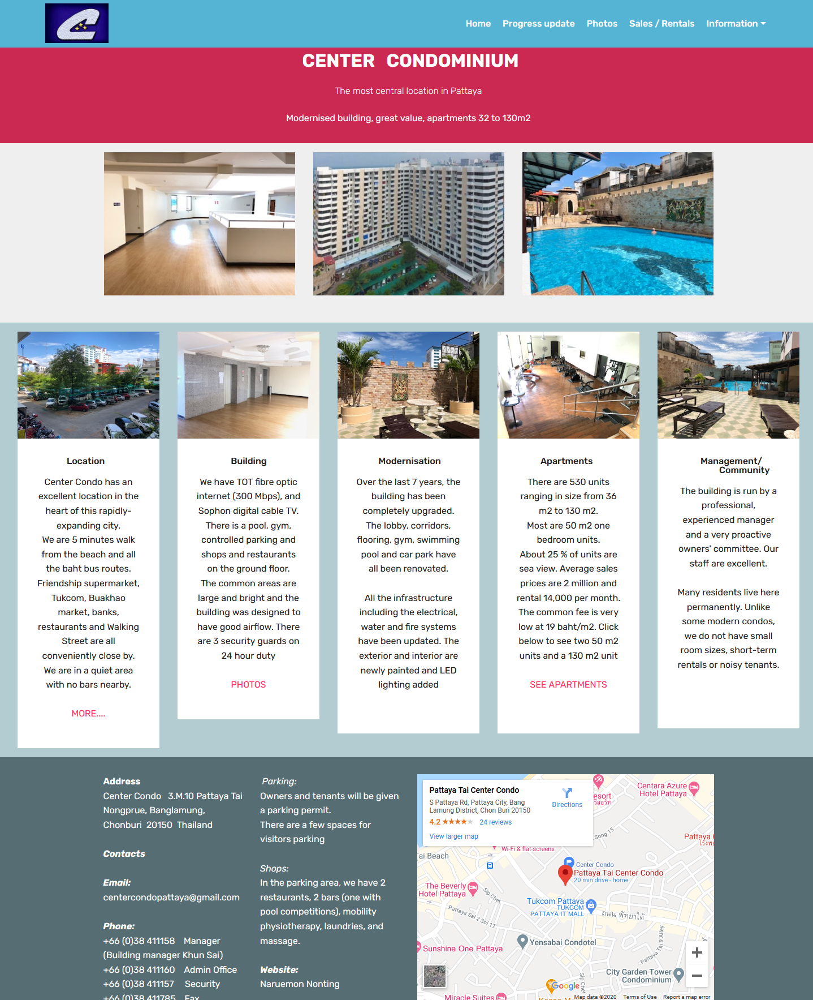 C
Home Progress update Photos Sales / Rentals Information
CENTER CONDOMINIUM
The most central location in Pattaya
Modernised building, great value, apartments 32 to 130m2
Location
Center Condo has an
excellent location in the
heart of this rapidly-
expanding city.
We are 5 minutes walk
from the beach and all
the baht bus routes.
Friendship supermarket,
Tukcom, Buakhao
market, banks,
restaurants and Walking
Street are all
conveniently close by.
We are in a quiet area
with no bars nearby.
MORE....
Building
We have TOT fibre optic
internet (300 Mbps), and
Sophon digital cable TV.
There is a pool, gym,
controlled parking and
shops and restaurants
on the ground floor.
The common areas are
large and bright and the
building was designed to
have good airflow. There
are 3 security guards on
24 hour duty
PHOTOS
Modernisation
Over the last 7 years, the
building has been
completely upgraded.
The lobby, corridors,
flooring, gym, swimming
pool and car park have
all been renovated.
All the infrastructure
including the electrical,
water and fire systems
have been updated. The
exterior and interior are
newly painted and LED
lighting added
Apartments
There are 530 units
ranging in size from 36
m2 to 130 m2.
Most are 50 m2 one
bedroom units.
About 25 % of units are
sea view. Average sales
prices are 2 million and
rental 14,000 per month.
The common fee is very
low at 19 baht/m2. Click
below to see two 50 m2
units and a 130 m2 unit
SEE APARTMENTS
Management/
Community
The building is run by a
professional,
experienced manager
and a very proactive
owners' committee. Our
staff are excellent.
Many residents live here
permanently. Unlike
some modern condos,
we do not have small
room sizes, short-term
rentals or noisy tenants.
Address
Center Condo 3.M.10 Pattaya Tai
Nongprue, Banglamung,
Chonburi 20150 Thailand
Contacts
Email:
centercondopattaya@gmail.com
Phone:
+66 (0)38 411158 Manager
(Building manager Khun Sai)
+66 (0)38 411160 Admin Office
+66 (0)38 411157 Security
+66 (0)38 411785 Fax
Parking:
Owners and tenants will be given
a parking permit.
There are a few spaces for
visitors parking
Shops:
In the parking area, we have 2
restaurants, 2 bars (one with
pool competitions), mobility
physiotherapy, laundries, and
massage.
Website:
Naruemon Nonting
Pattaya Tai Center Condo
S Pattaya Rd, Pattaya City, Bang
Lamung District, Chon Buri 20150
4.2 24 reviews
View larger map
Directions
Centara Azure
Hotel Pattaya
esort
รีสอร์ท
Song 15
Pattaya
Wi-Fi & flat-screens
Tai Beach
Center Condo
Pattaya Tai Center Condo
20 min drive - home
The Beverly
Hotel Pattaya
Sip Chet
Tukcom Pattaya
TUKCOM
PATTAYA IT MALL
ถนน พัทยาใต้
Pattaya Sai 2 Soi 17
Yensabai Condotel
Sunshine One Pattaya
Pattaya Tai 9 Alley
City Garden Tower
Condominium
Sip Chet
Google
Miracle Suites
Map data ©2020 Terms of Use Report a map error